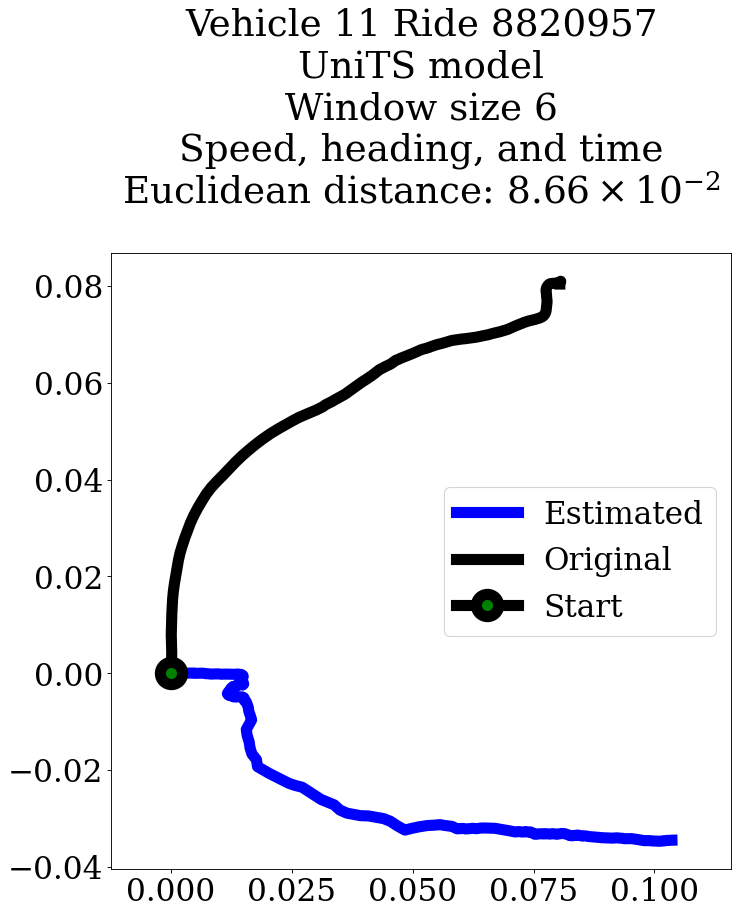 Vehicle 11 Ride 8820957
UniTS model
Window size 6
Speed, heading, and time
Euclidean distance: 8.66 × 10⁻²
0.08
0.06
0.04
0.02
0.00
−0.02
−0.04
Estimated
Original
Start
0.000 0.025 0.050 0.075 0.100